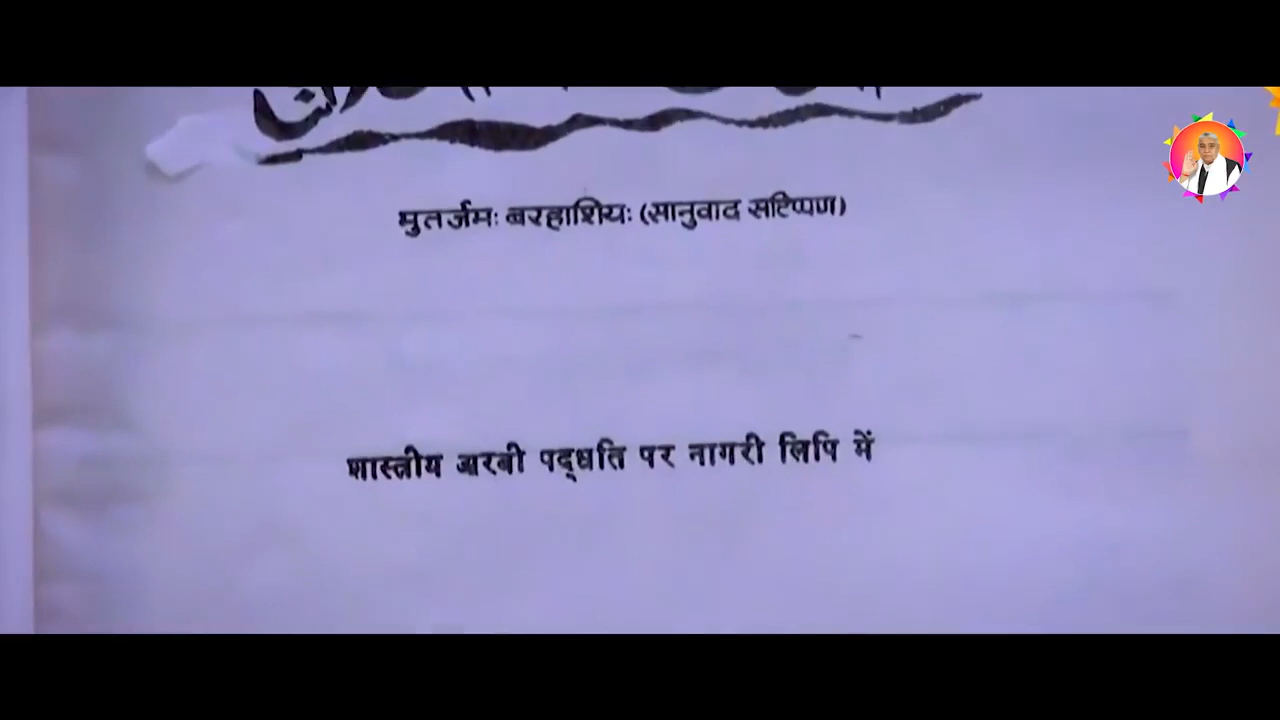 मुतर्जमः बरहाशियः (सानुवाद सटिप्पण)
शास्त्रीय अरबी पद्धति पर नागरी लिपि में